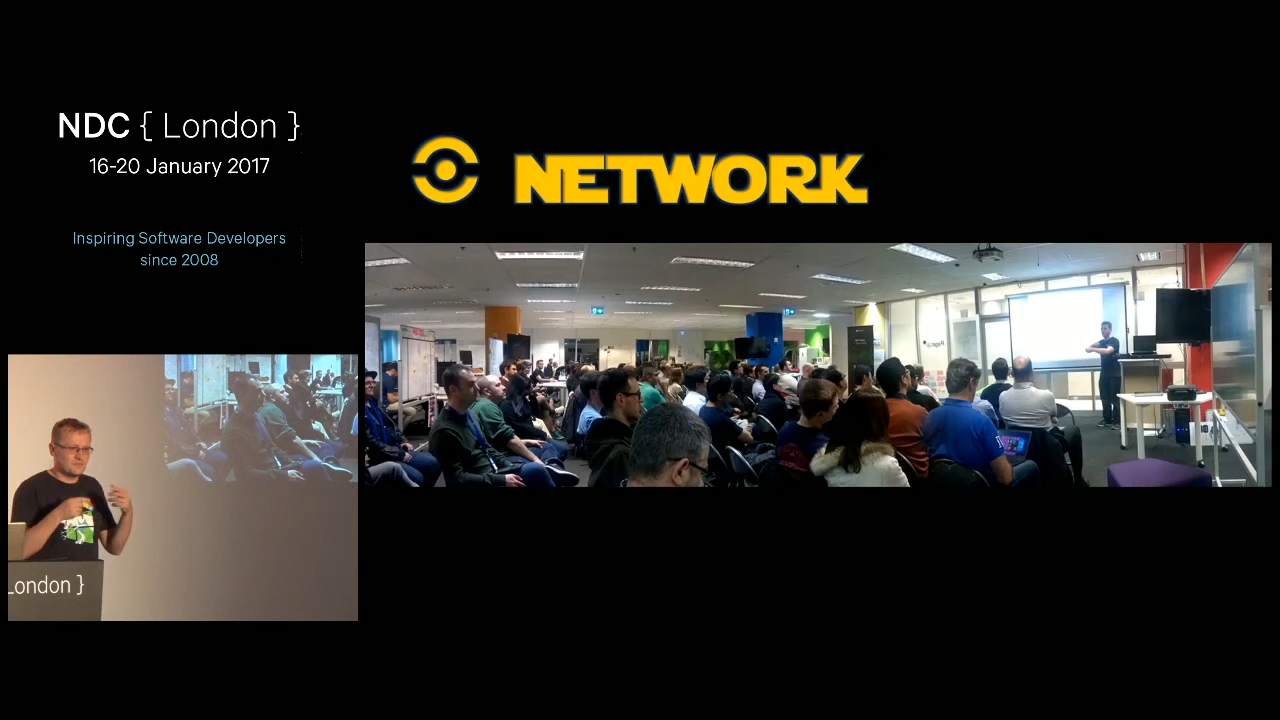 NDC { London }
16-20 January 2017
Inspiring Software Developers
since 2008
NETWORK
London }